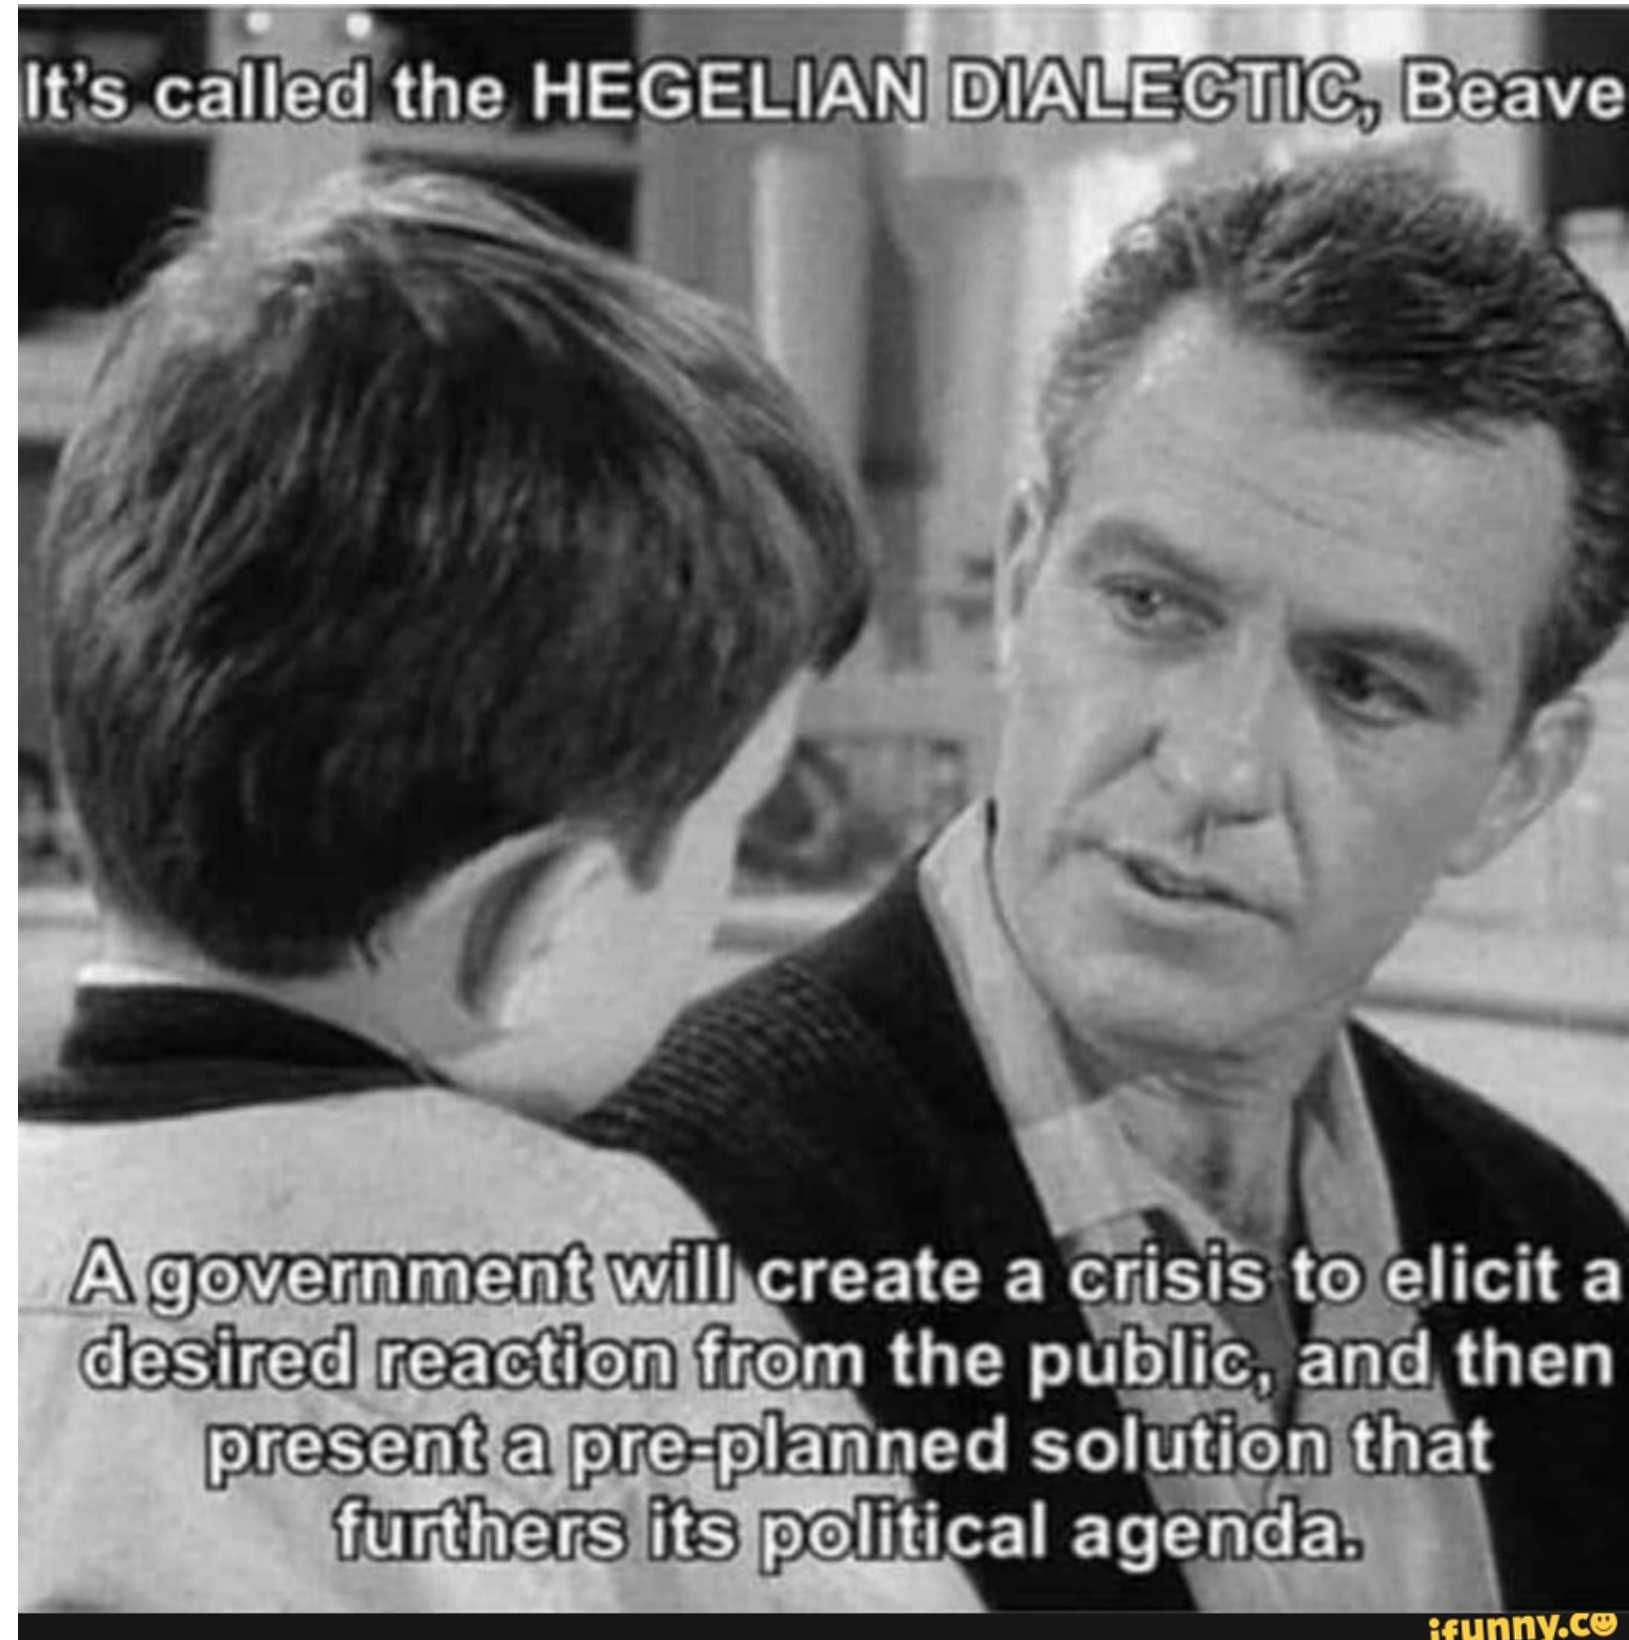 It's called the HEGELIAN DIALECTIC, Beave
A government will create a crisis to elicit a
desired reaction from the public, and then
present a pre-planned solution that
furthers its political agenda.
ifunny.co